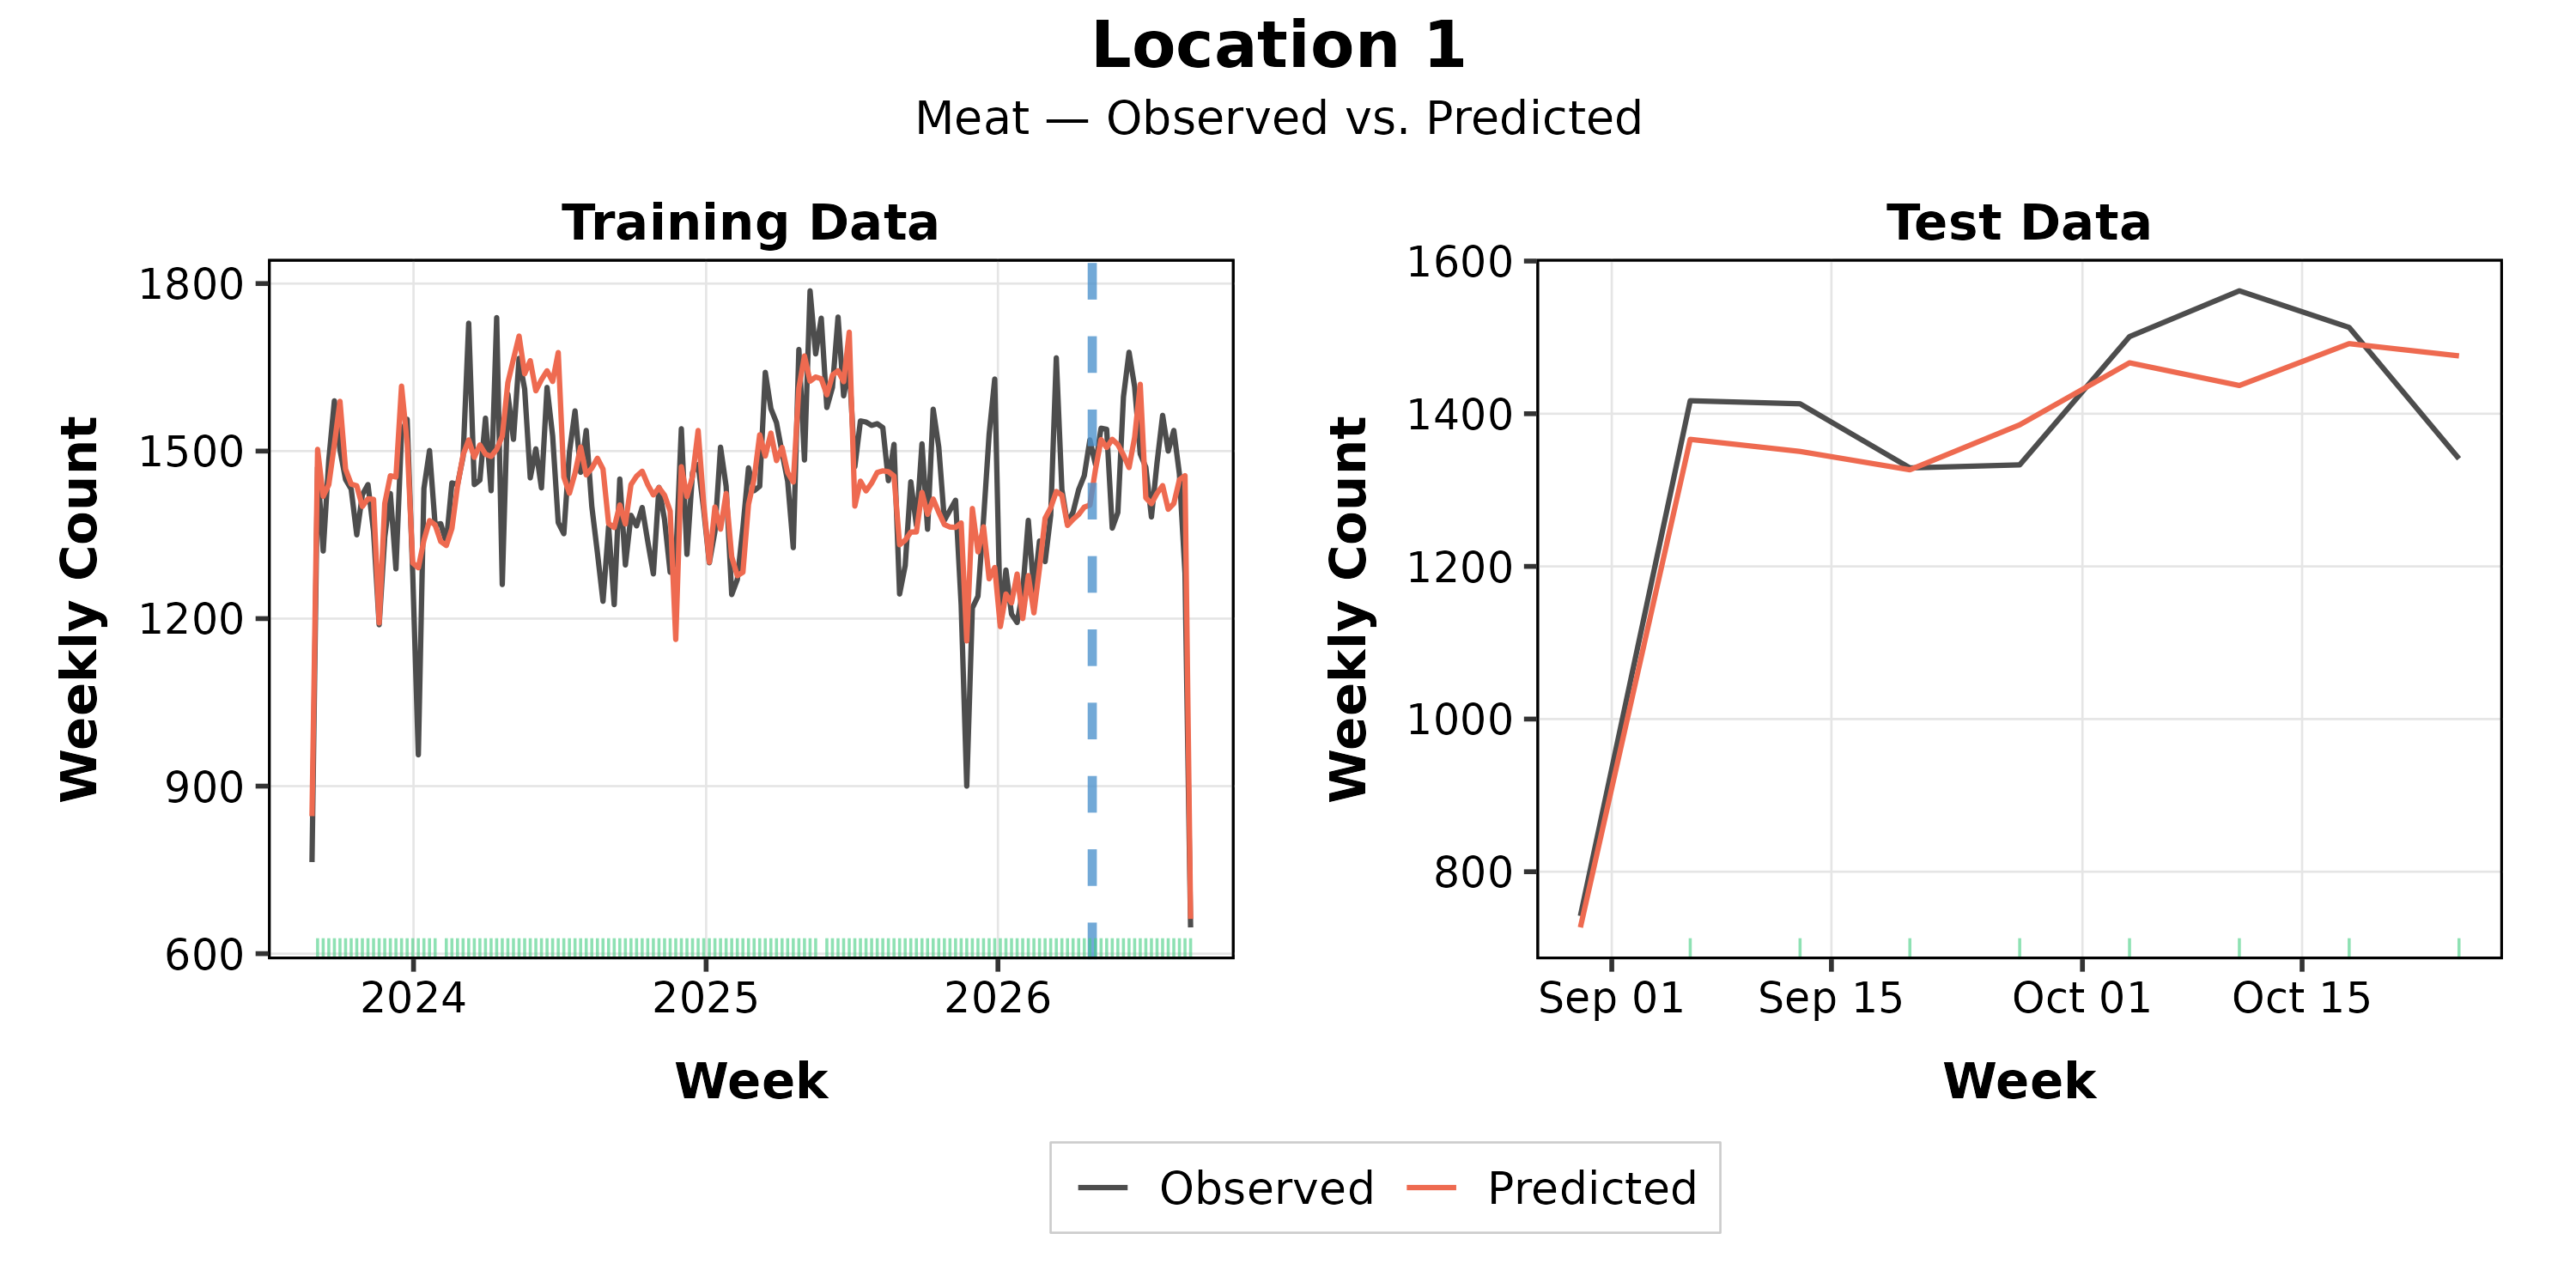 Location 1
Meat — Observed vs. Predicted
Training Data
Weekly Count
1800
1500
1200
900
600
2024 2025 2026
Week
Test Data
Weekly Count
1600
1400
1200
1000
800
Sep 01 Sep 15 Oct 01 Oct 15
Week
Observed Predicted